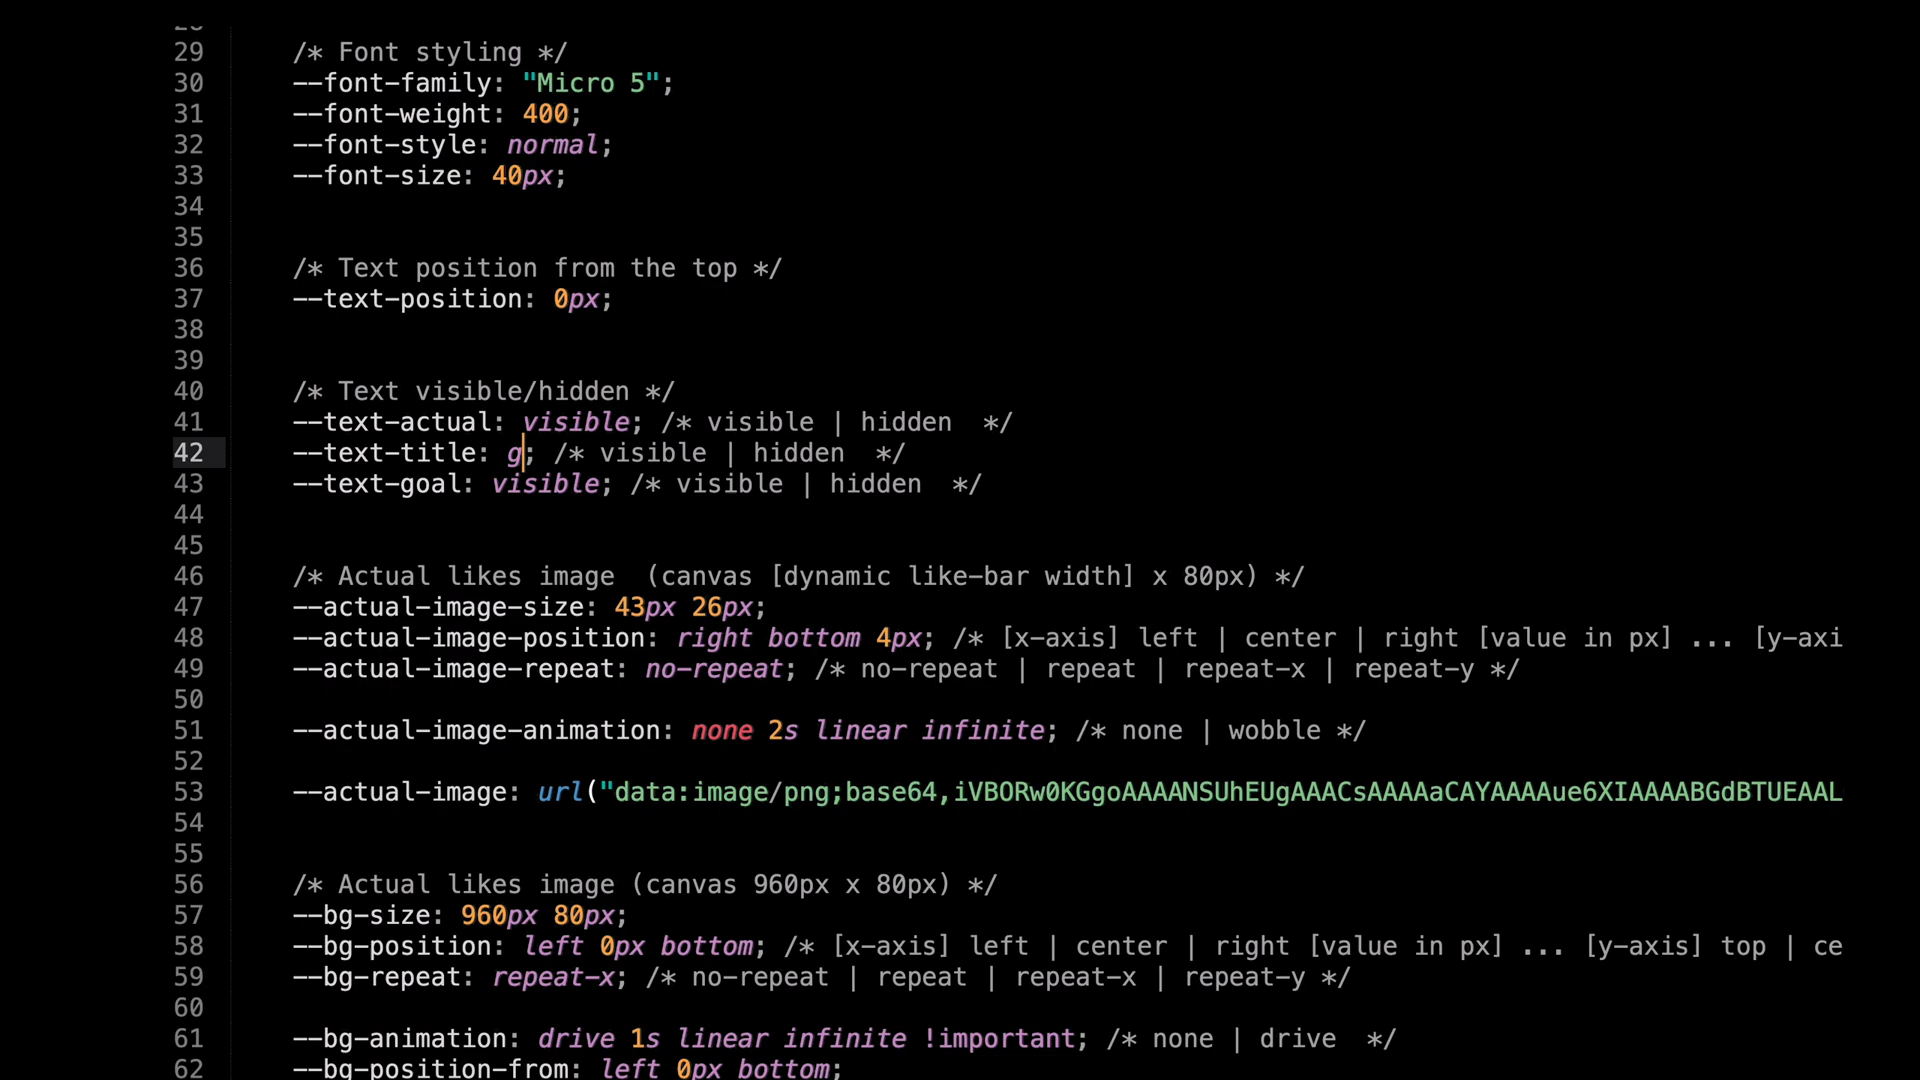 29 /* Font styling */
30 --font-family: "Micro 5";
31 --font-weight: 400;
32 --font-style: normal;
33 --font-size: 40px;
34
35
36 /* Text position from the top */
37 --text-position: 0px;
38
39
40 /* Text visible/hidden */
41 --text-actual: visible; /* visible | hidden  */
42 --text-title: g; /* visible | hidden  */
43 --text-goal: visible; /* visible | hidden  */
44
45
46 /* Actual likes image  (canvas [dynamic like-bar width] x 80px) */
47 --actual-image-size: 43px 26px;
48 --actual-image-position: right bottom 4px; /* [x-axis] left | center | right [value in px] ... [y-axi
49 --actual-image-repeat: no-repeat; /* no-repeat | repeat | repeat-x | repeat-y */
50
51 --actual-image-animation: none 2s linear infinite; /* none | wobble */
52
53 --actual-image: url("data:image/png;base64,iVBORw0KGgoAAAANSUhEUgAAACsAAAAaCAYAAAAue6XIAAAABGdBTUEAAL
54
55
56 /* Actual likes image (canvas 960px x 80px) */
57 --bg-size: 960px 80px;
58 --bg-position: left 0px bottom; /* [x-axis] left | center | right [value in px] ... [y-axis] top | ce
59 --bg-repeat: repeat-x; /* no-repeat | repeat | repeat-x | repeat-y */
60
61 --bg-animation: drive 1s linear infinite !important; /* none | drive  */
62 --bg-position-from: left 0px bottom;